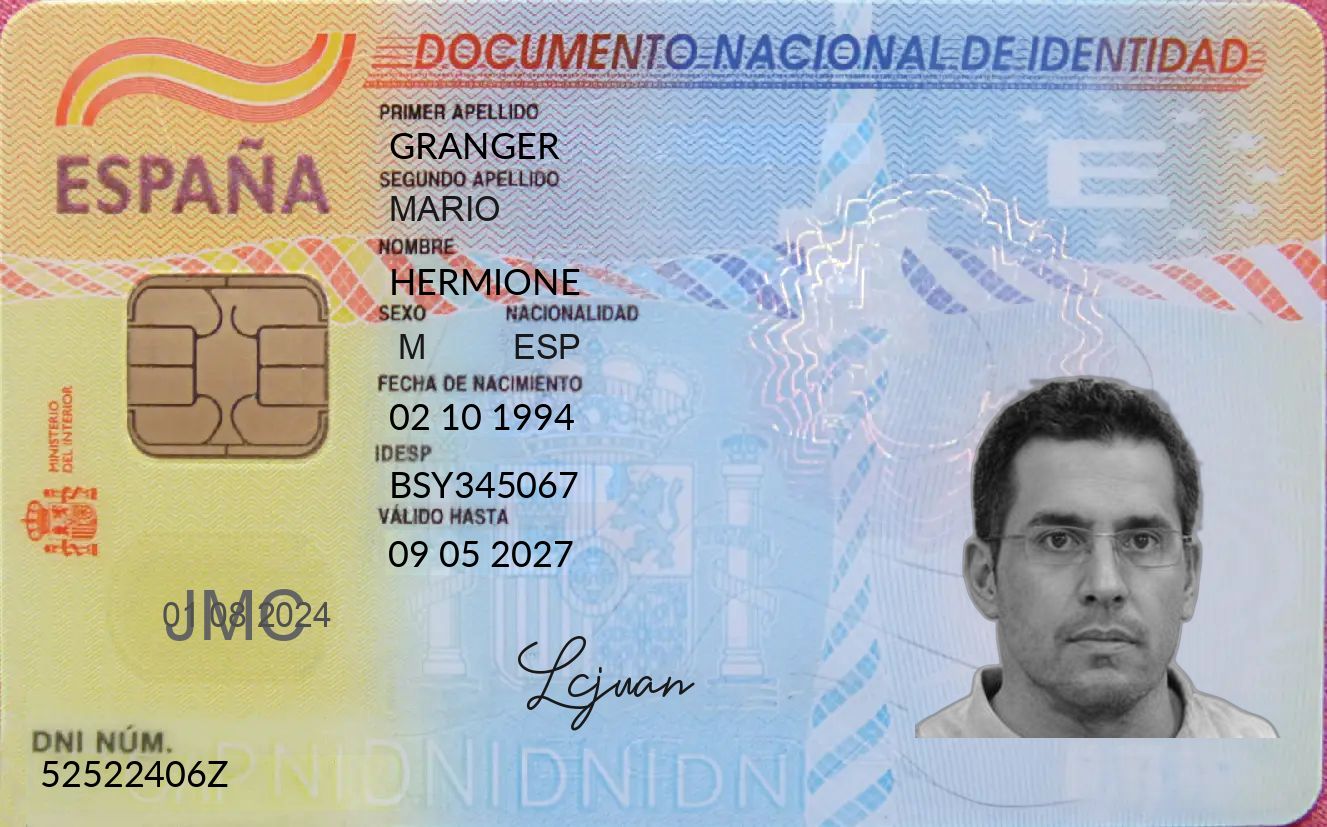 DOCUMENTO NACIONAL DE IDENTIDAD
ESPAÑA
PRIMER APELLIDO
GRANGER
SEGUNDO APELLIDO
MARIO
NOMBRE
HERMIONE
SEXO NACIONALIDAD
M ESP
FECHA DE NACIMIENTO
02 10 1994
IDESP
BSY345067
VÁLIDO HASTA
09 05 2027
MINISTERIO
DEL INTERIOR
E
JMC
01 08 2024
Lcjuan
DNI NÚM.
52522406Z
DNIDNIDNIDN